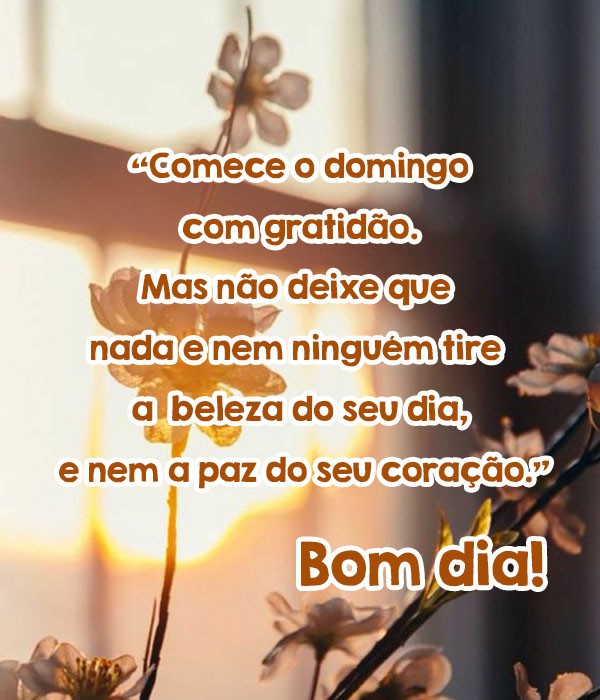 “Comece o domingo
com gratidão.
Mas não deixe que
nada e nem ninguém tire
a beleza do seu dia,
e nem a paz do seu coração.”
Bom dia!